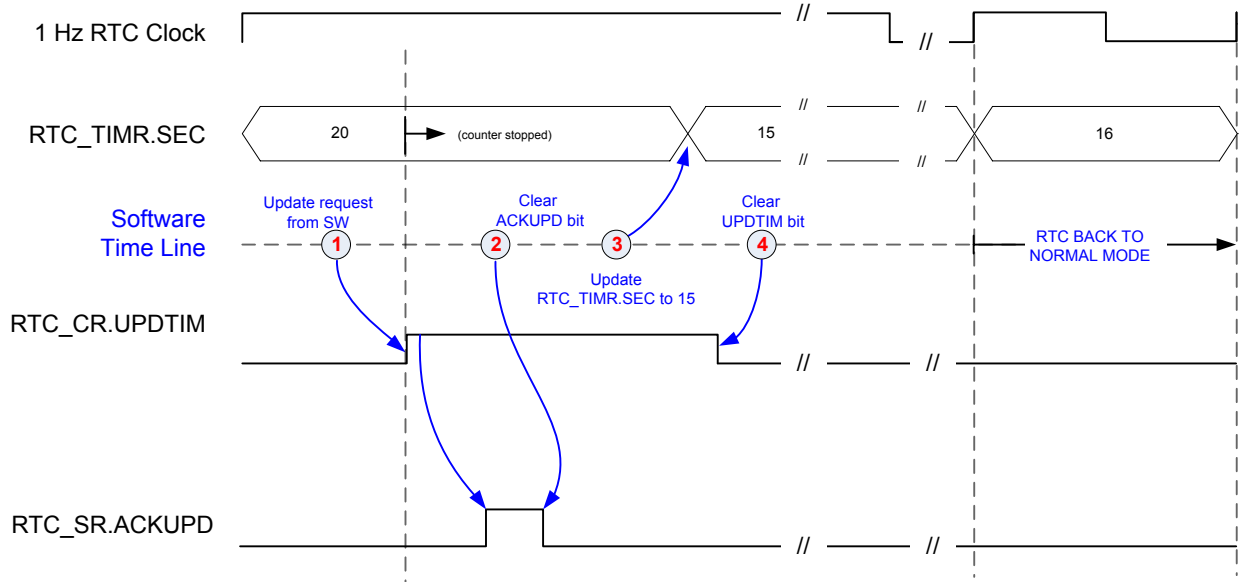 1 Hz RTC Clock
//
//
RTC_TIMR.SEC
20
(counter stopped)
15
//
//
//
//
16
Software
Time Line
Update request
from SW
1
Clear
ACKUPD bit
2
3
Update
RTC_TIMR.SEC to 15
Clear
UPDTIM bit
4
RTC BACK TO
NORMAL MODE
RTC_CR.UPDTIM
//
//
RTC_SR.ACKUPD
//
//